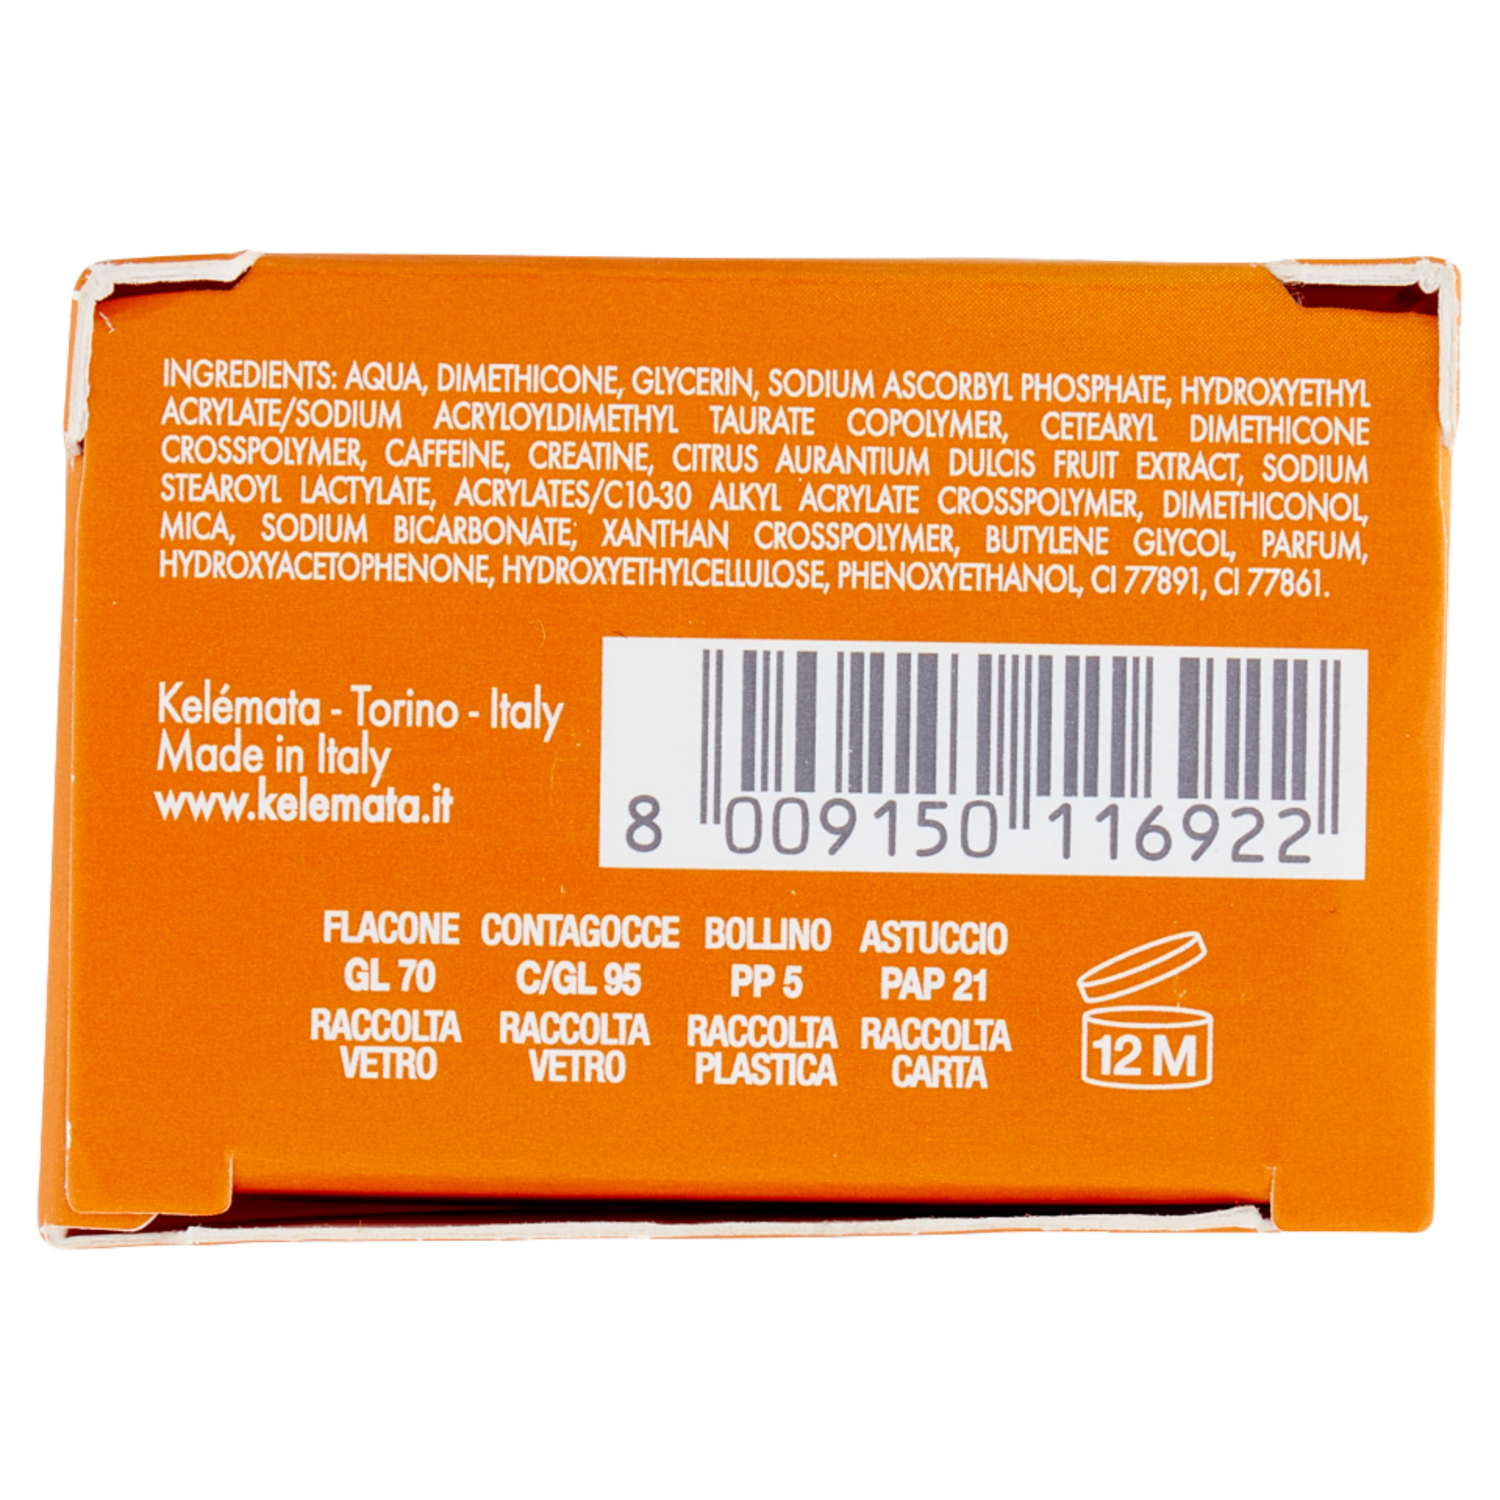 INGREDIENTS: AQUA, DIMETHICONE, GLYCERIN, SODIUM ASCORBYL PHOSPHATE, HYDROXYETHYL
ACRYLATE/SODIUM ACRYLOYLDIMETHYL TAURATE COPOLYMER, CETEARYL DIMETHICONE
CROSSPOLYMER, CAFFEINE, CREATINE, CITRUS AURANTIUM DULCIS FRUIT EXTRACT, SODIUM
STEAROYL LACTYLATE, ACRYLATES/C10-30 ALKYL ACRYLATE CROSSPOLYMER, DIMETHICONOL,
MICA, SODIUM BICARBONATE; XANTHAN CROSSPOLYMER, BUTYLENE GLYCOL, PARFUM,
HYDROXYACETOPHENONE, HYDROXYETHYLCELLULOSE, PHENOXYETHANOL, CI 77891, CI 77861.
Kelémata - Torino - Italy
Made in Italy
www.kelemata.it
8 009150 116922
FLACONE CONTAGOCCE BOLLINO ASTUCCIO
GL 70 C/GL 95 PP 5 PAP 21
RACCOLTA RACCOLTA RACCOLTA RACCOLTA
VETRO VETRO PLASTICA CARTA
12 M